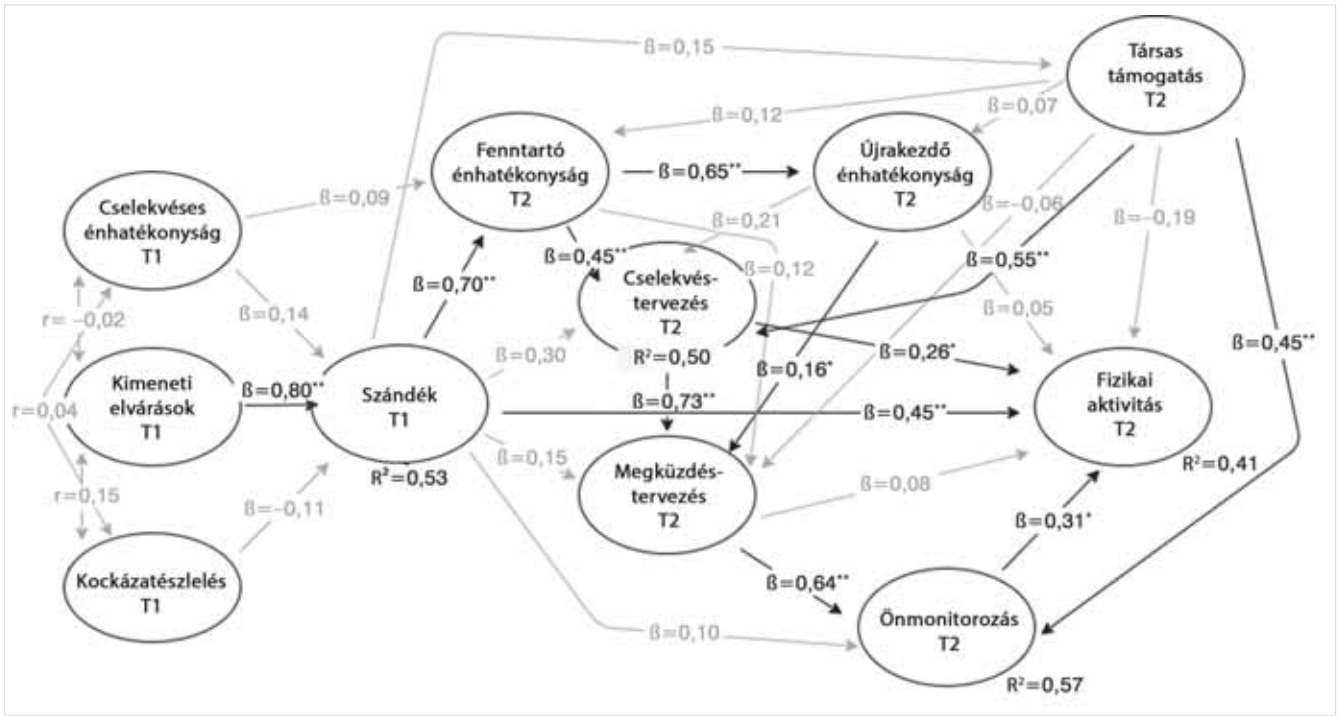 ß=0,15
Társas
támogatás
T2
ß=0,12
ß=0,07
Fenntartó
énhatékonyság
T2
ß=0,65**
Újrakezdő
énhatékonyság
T2
Cselekvéses
énhatékonyság
T1
ß=0,09
ß=0,21
ß=−0,06
ß=−0,19
ß=0,45**
ß=0,12
ß=0,55**
ß=0,70**
Cselekvés-
tervezés
T2
R²=0,50
r= −0,02
ß=0,14
ß=0,05
ß=0,30
ß=0,26*
ß=0,45**
ß=0,16*
Kimeneti
elvárások
T1
ß=0,80**
Szándék
T1
R²=0,53
r=0,04
ß=0,73**
ß=0,45**
Fizikai
aktivitás
T2
R²=0,41
ß=0,15
Megküzdés-
tervezés
T2
ß=0,08
r=0,15
ß=−0,11
ß=0,31*
Kockázatészlelés
T1
ß=0,64**
ß=0,10
Önmonitorozás
T2
R²=0,57